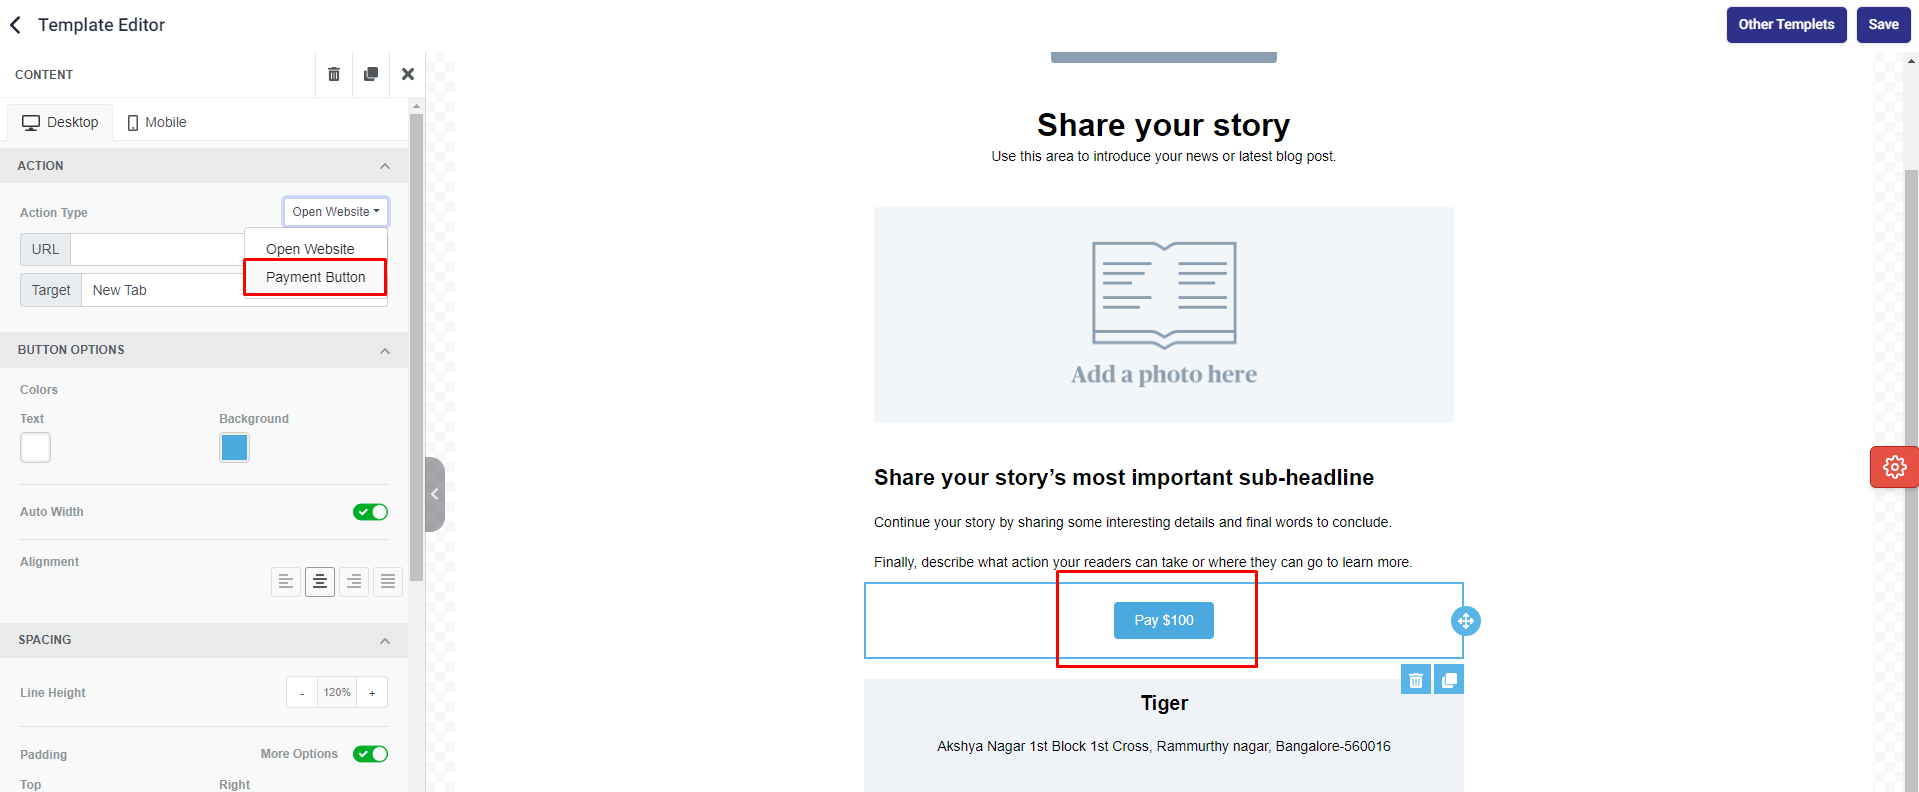 Template Editor
Other Templets
Save
CONTENT
Desktop
Mobile
ACTION
Action Type
Open Website
URL
Open Website
Payment Button
Target
New Tab
BUTTON OPTIONS
Colors
Text
Background
Auto Width
Alignment
SPACING
Line Height
- 120% +
Padding
More Options
Top
Right
Share your story
Use this area to introduce your news or latest blog post.
Add a photo here
Share your story’s most important sub-headline
Continue your story by sharing some interesting details and final words to conclude.
Finally, describe what action your readers can take or where they can go to learn more.
Pay $100
Tiger
Akshya Nagar 1st Block 1st Cross, Rammurthy nagar, Bangalore-560016